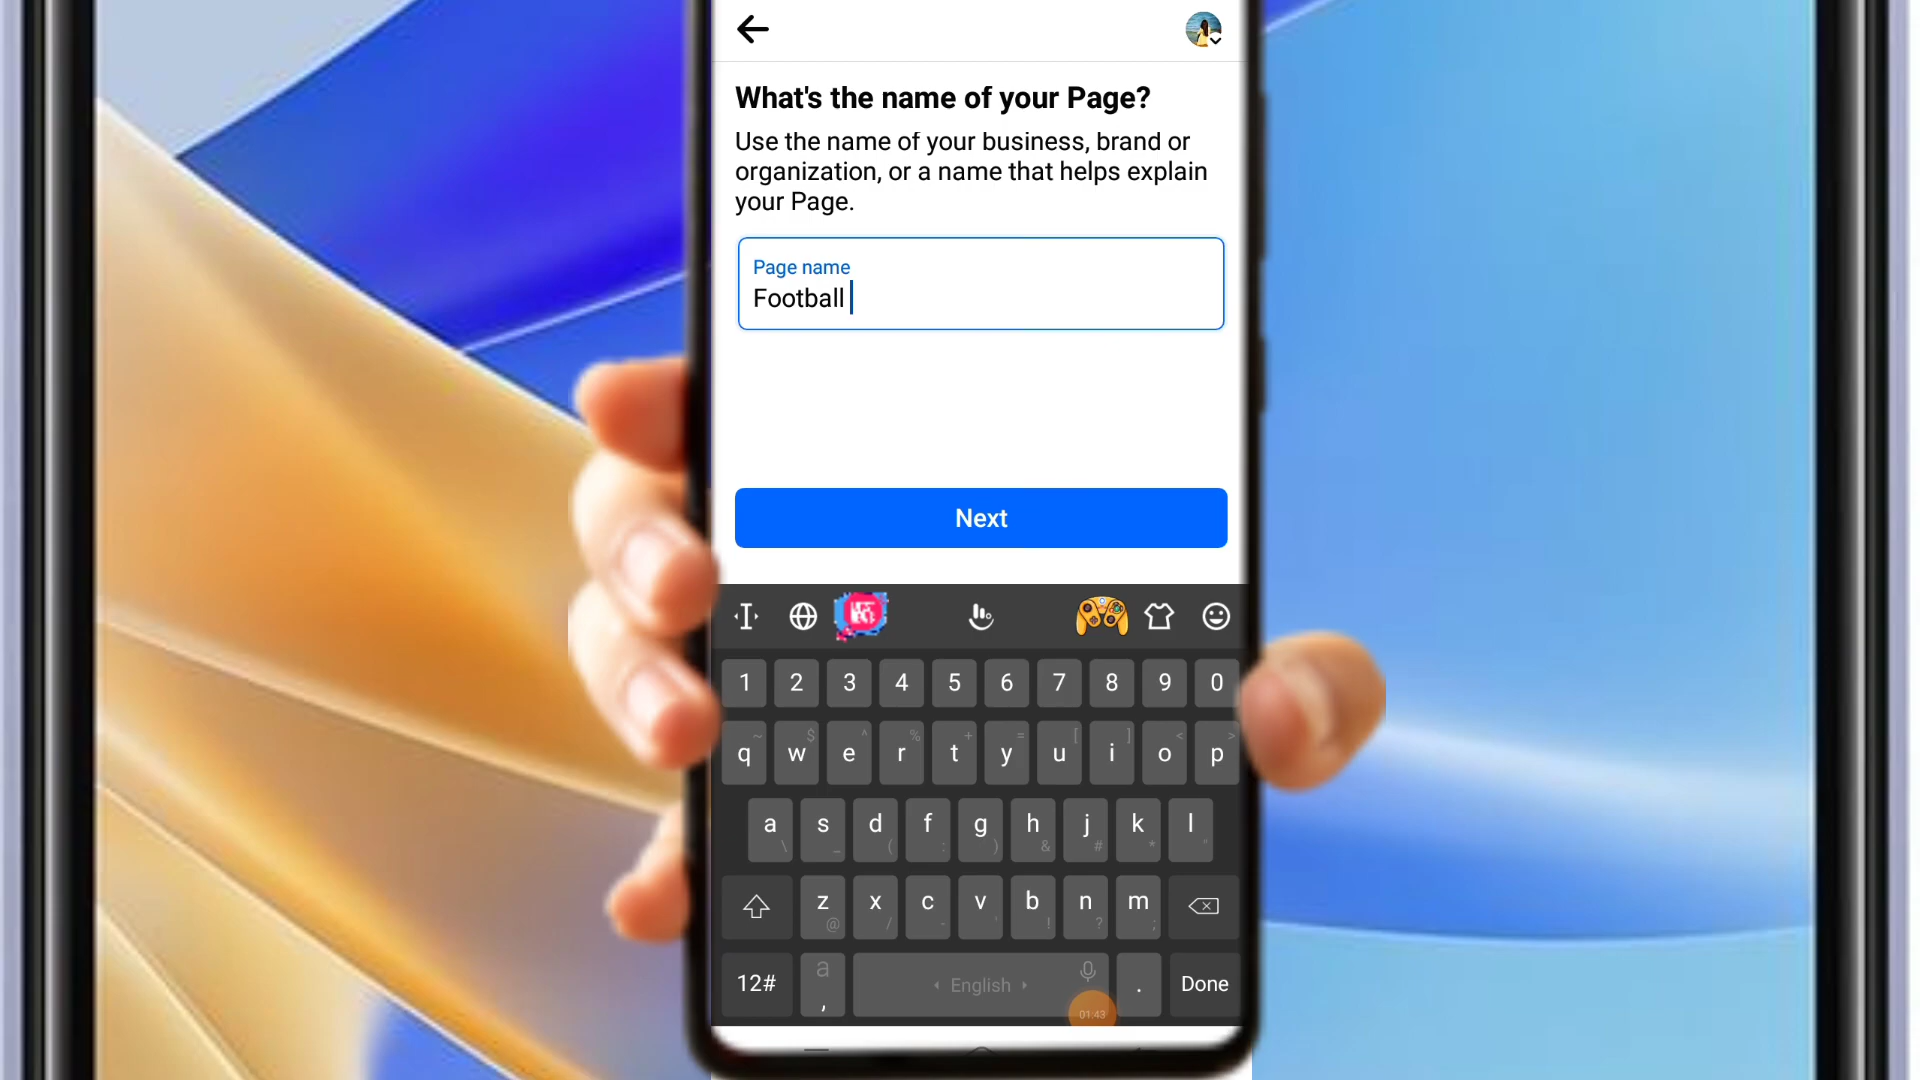 What's the name of your Page?
Use the name of your business, brand or
organization, or a name that helps explain
your Page.
Page name
Football
Next
1 2 3 4 5 6 7 8 9 0
~ $ ^ % + = [ ] < >
q w e r t y u i o p
a s d f g h j k l
\ _ ( : ) & # * "
z x c v b n m
@ / - ' ! ? ;
12# a , English . Done
01:43